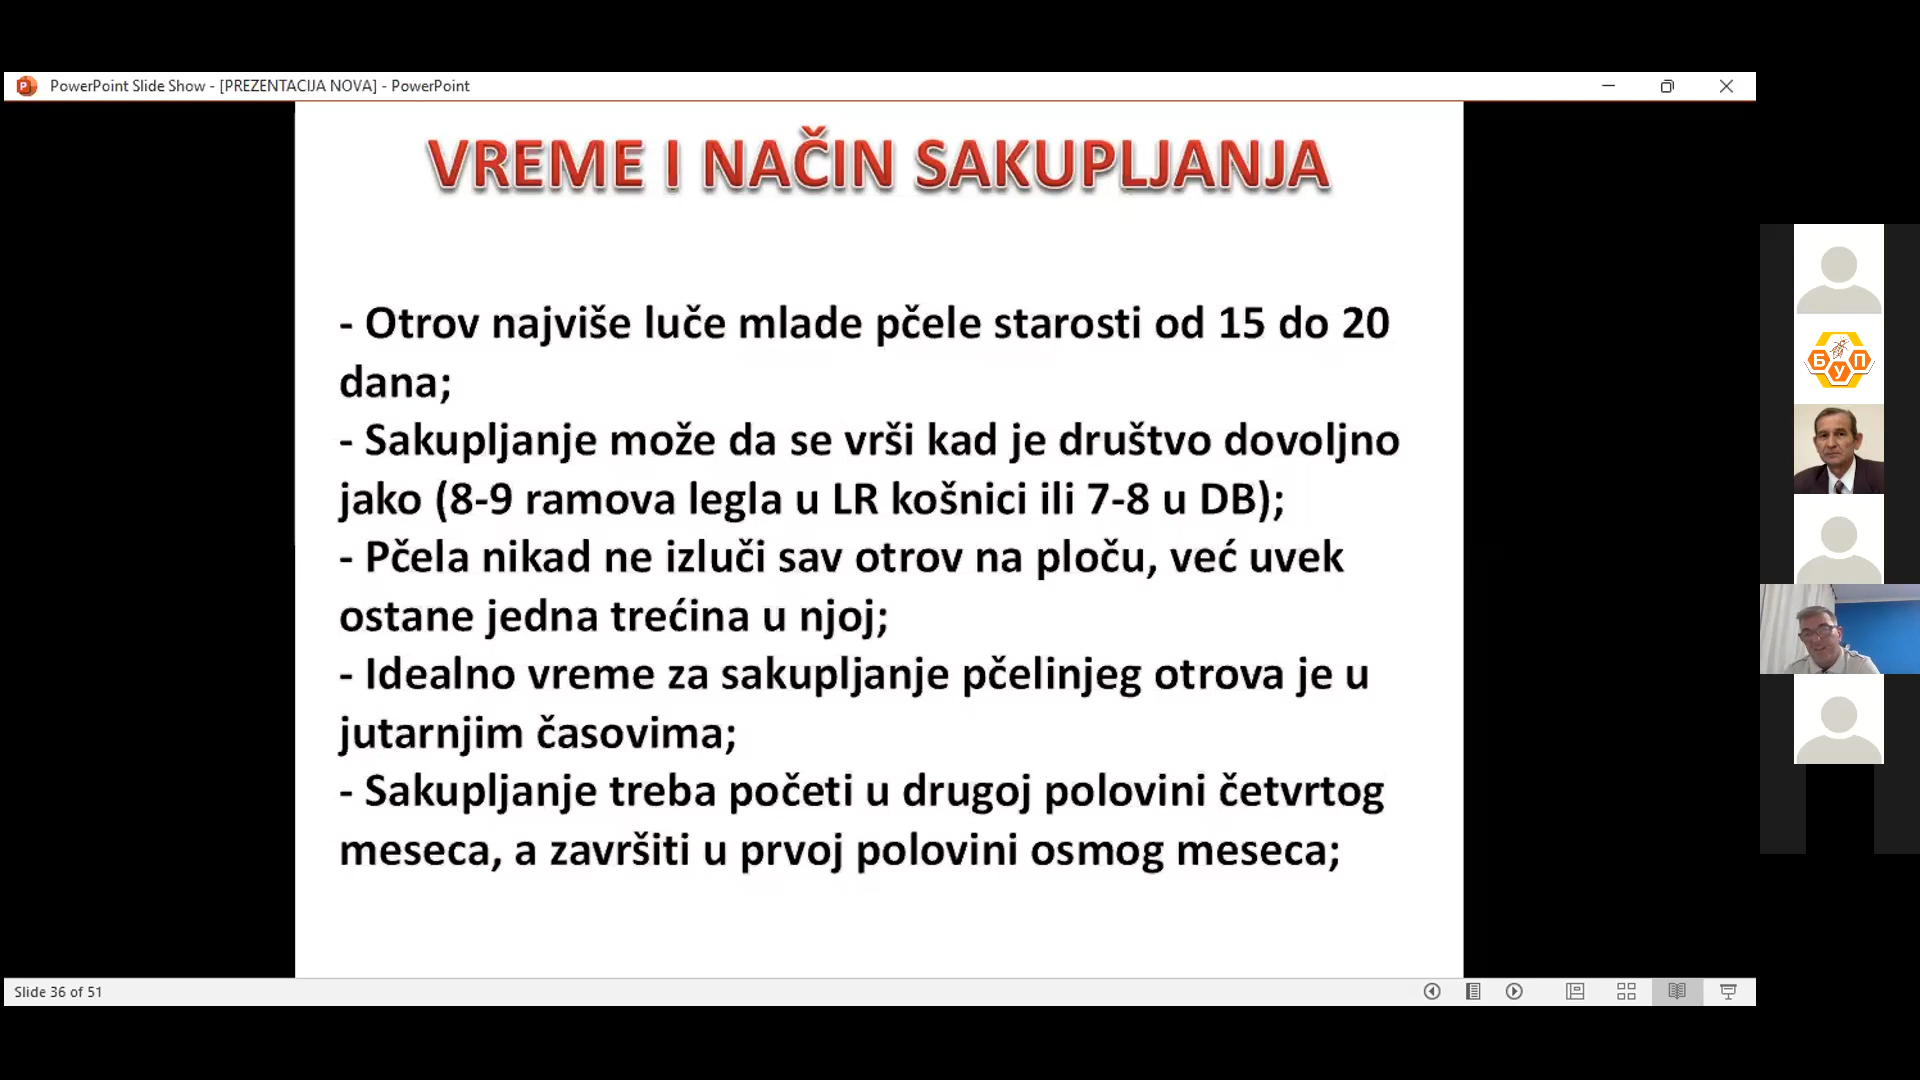 PowerPoint Slide Show - [PREZENTACIJA NOVA] - PowerPoint
VREME I NAČIN SAKUPLJANJA
- Otrov najviše luče mlade pčele starosti od 15 do 20
dana;
- Sakupljanje može da se vrši kad je društvo dovoljno
jako (8-9 ramova legla u LR košnici ili 7-8 u DB);
- Pčela nikad ne izluči sav otrov na ploču, već uvek
ostane jedna trećina u njoj;
- Idealno vreme za sakupljanje pčelinjeg otrova je u
jutarnjim časovima;
- Sakupljanje treba početi u drugoj polovini četvrtog
meseca, a završiti u prvoj polovini osmog meseca;
БУП
Slide 36 of 51